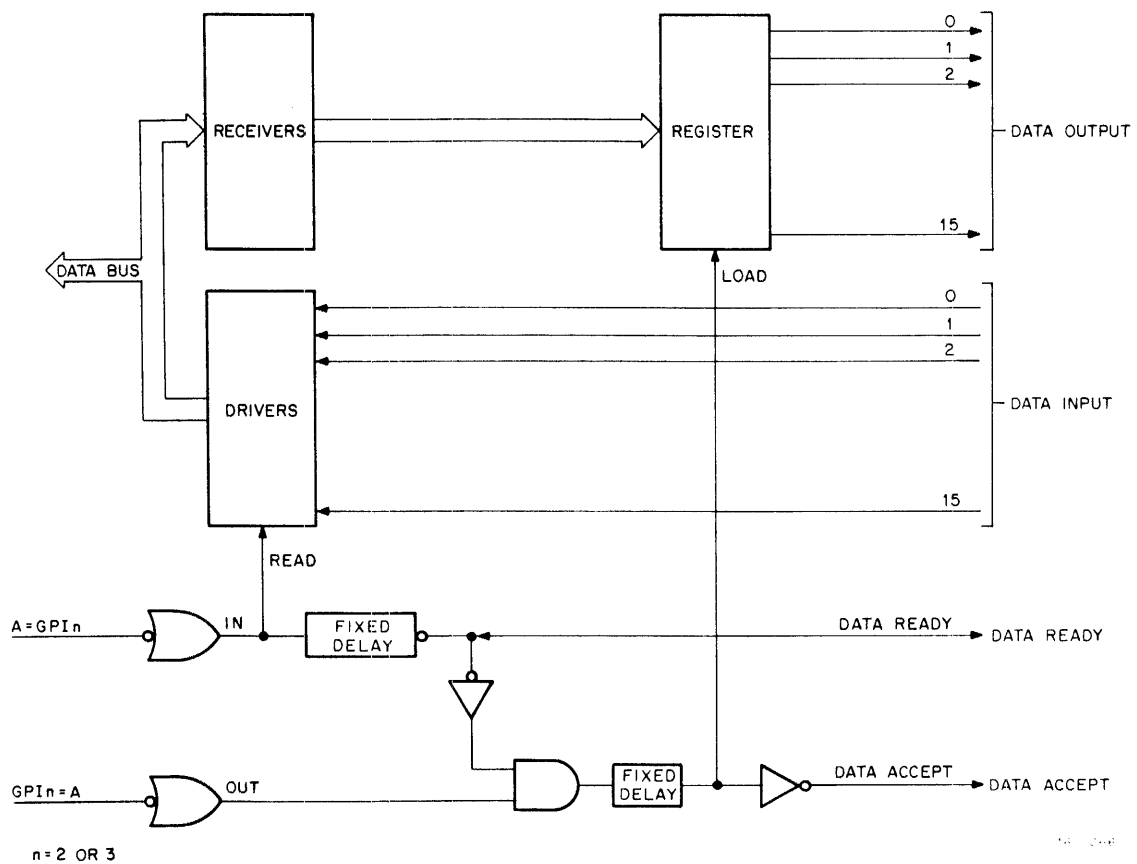 0
1
2
RECEIVERS
REGISTER
DATA OUTPUT
15
DATA BUS
LOAD
0
1
2
DRIVERS
DATA INPUT
15
READ
A=GPIn
IN
FIXED
DELAY
DATA READY
DATA READY
GPIn=A
OUT
FIXED
DELAY
DATA ACCEPT
DATA ACCEPT
n=2 OR 3